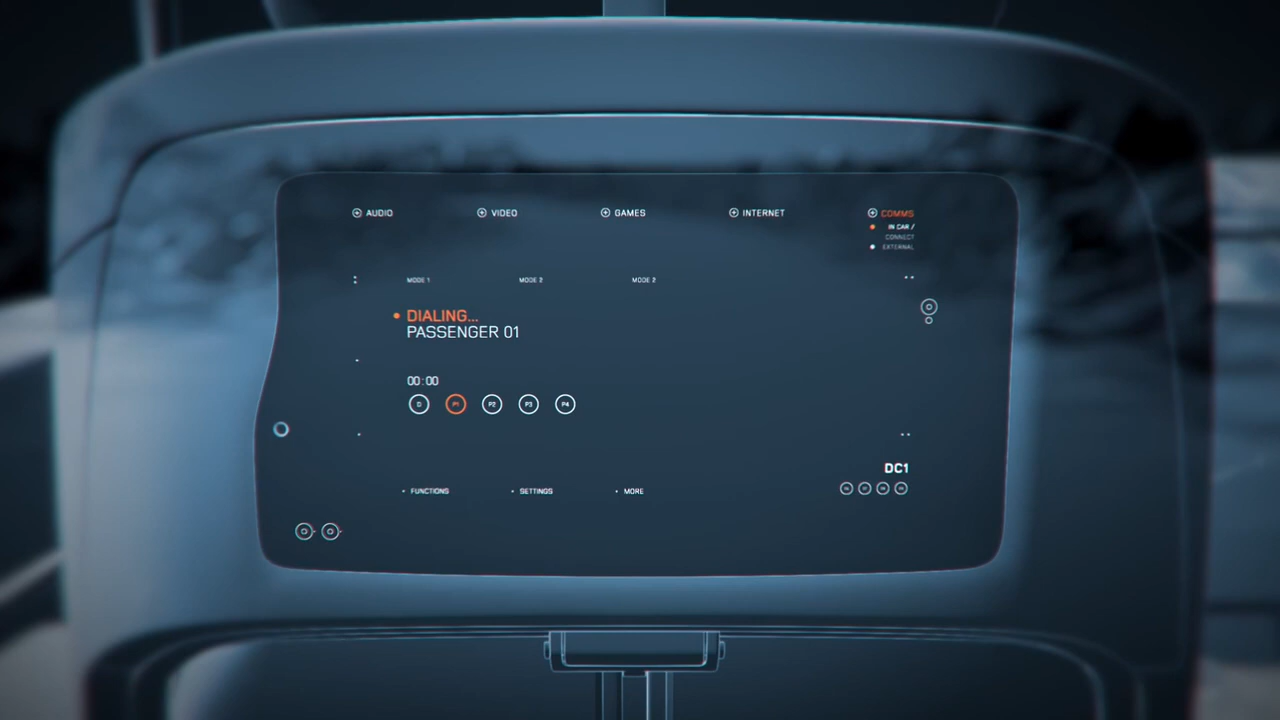 AUDIO
VIDEO
GAMES
INTERNET
COMMS
IN CAR /
CONNECT
EXTERNAL
MODE 1
MODE 2
MODE 2
DIALING...
PASSENGER 01
00:00
D
P1
P2
P3
P4
DC1
FUNCTIONS
SETTINGS
MORE